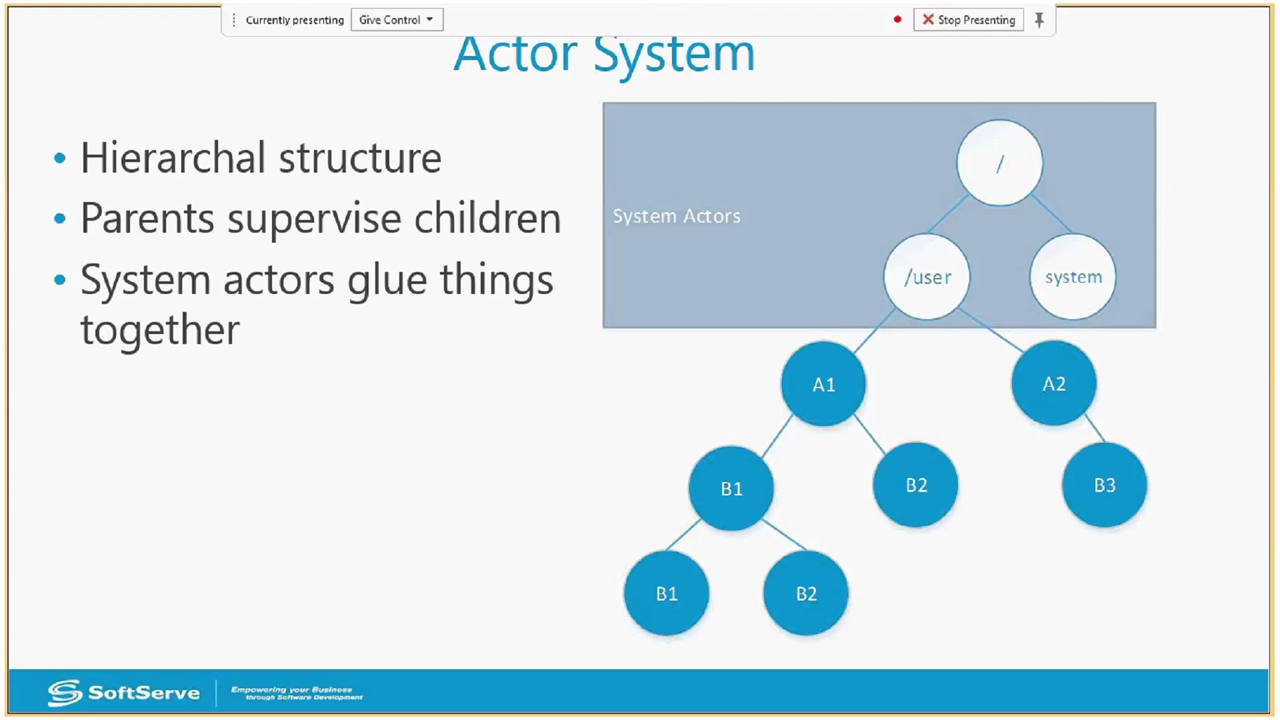 Currently presenting
Give Control
Stop Presenting
Actor System
• Hierarchal structure
• Parents supervise children
• System actors glue things
together
System Actors
/
/user
system
A1
A2
B1
B2
B3
B1
B2
SoftServe
Empowering your Business
through Software Development